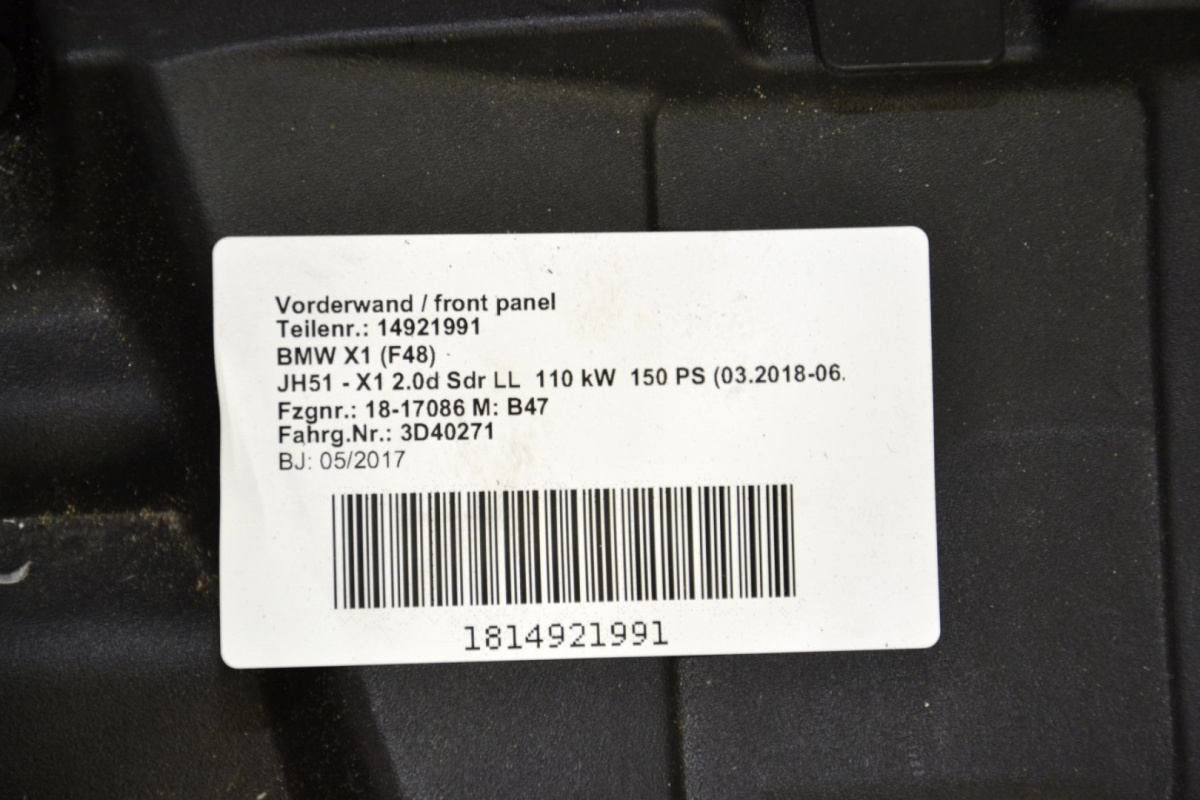 Vorderwand / front panel
Teilenr.: 14921991
BMW X1 (F48)
JH51 - X1 2.0d Sdr LL 110 kW 150 PS (03.2018-06.
Fzgnr.: 18-17086 M: B47
Fahrg.Nr.: 3D40271
BJ: 05/2017
1814921991